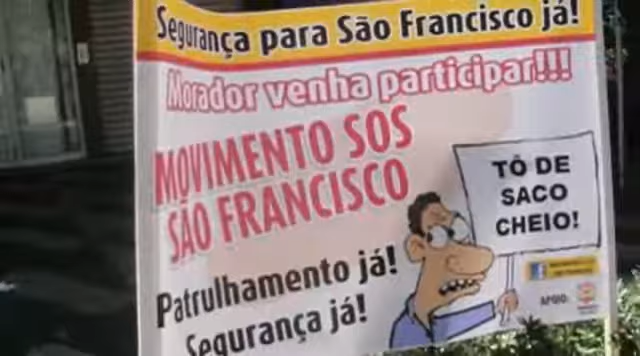 Segurança para São Francisco já!
Morador venha participar!!!
MOVIMENTO SOS
SÃO FRANCISCO
TÔ DE
SACO
CHEIO!
Patrulhamento já!
Segurança já!
APOIO: